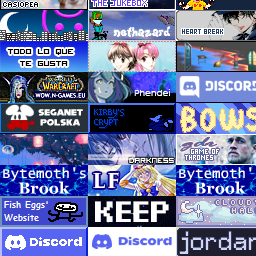 CASIOPEA
THE JUKEBOX
nethazard
HEART BREAK
TODO LO QUE
TE GUSTA
WORLD
WARCRAFT
WOW.N-GAMES.EU
Phendei
DISCORD
SEGANET
POLSKA
KIRBY'S
CRYPT
BOWS
DARKNESS
GAME OF
THRONES
Bytemoth's
Brook
LF
Bytemoth's
Brook
Fish Eggs'
Website
KEEP
CLOUDY
HAL
Discord
Discord
jordan